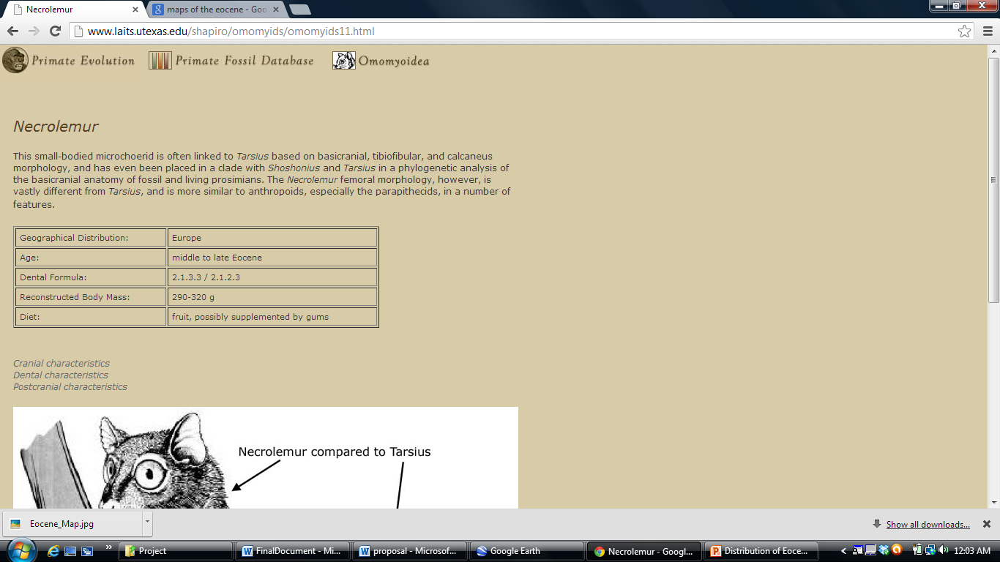 Necrolemur
maps of the eocene - Goo
www.laits.utexas.edu/shapiro/omomyids/omomyids11.html
Primate Evolution Primate Fossil Database Omomyoidea
Necrolemur
This small-bodied microchoerid is often linked to Tarsius based on basicranial, tibiofibular, and calcaneus
morphology, and has even been placed in a clade with Shoshonius and Tarsius in a phylogenetic analysis of
the basicranial anatomy of fossil and living prosimians. The Necrolemur femoral morphology, however, is
vastly different from Tarsius, and is more similar to anthropoids, especially the parapithecids, in a number of
features.
Geographical Distribution: Europe
Age: middle to late Eocene
Dental Formula: 2.1.3.3 / 2.1.2.3
Reconstructed Body Mass: 290-320 g
Diet: fruit, possibly supplemented by gums
Cranial characteristics
Dental characteristics
Postcranial characteristics
Necrolemur compared to Tarsius
Eocene_Map.jpg
Show all downloads...
Project FinalDocument - Mi... proposal - Microsof... Google Earth Necrolemur - Googl... Distribution of Eoce... 12:03 AM